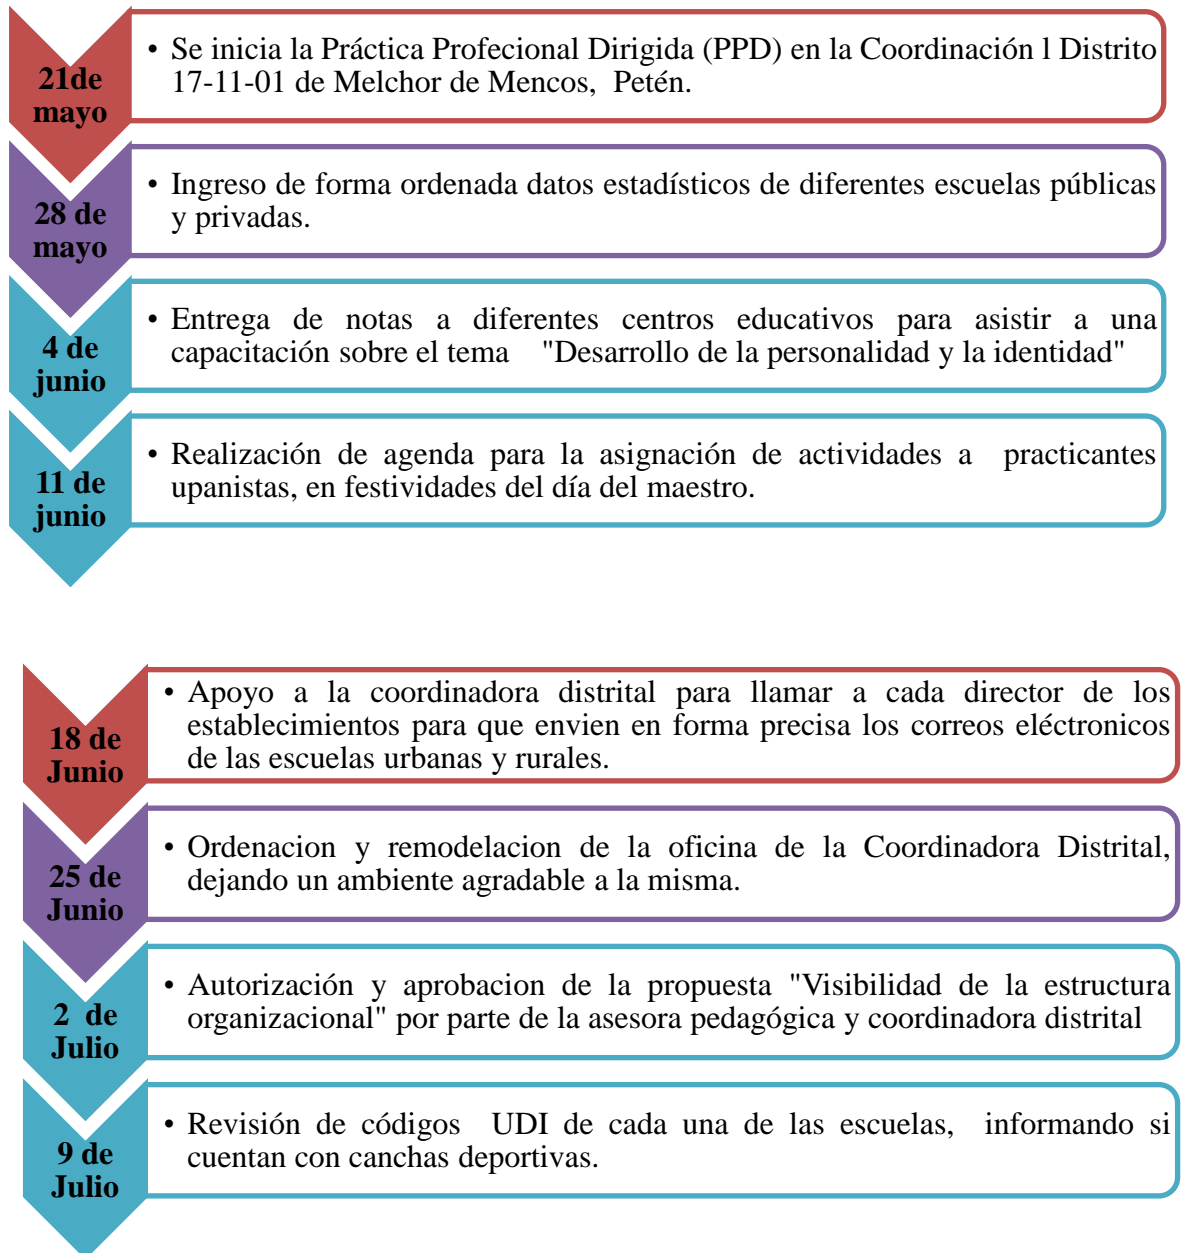 21de
mayo
• Se inicia la Práctica Profecional Dirigida (PPD) en la Coordinación l Distrito
17-11-01 de Melchor de Mencos, Petén.
28 de
mayo
• Ingreso de forma ordenada datos estadísticos de diferentes escuelas públicas
y privadas.
4 de
junio
• Entrega de notas a diferentes centros educativos para asistir a una
capacitación sobre el tema "Desarrollo de la personalidad y la identidad"
11 de
junio
• Realización de agenda para la asignación de actividades a practicantes
upanistas, en festividades del día del maestro.
18 de
Junio
• Apoyo a la coordinadora distrital para llamar a cada director de los
establecimientos para que envien en forma precisa los correos eléctronicos
de las escuelas urbanas y rurales.
25 de
Junio
• Ordenacion y remodelacion de la oficina de la Coordinadora Distrital,
dejando un ambiente agradable a la misma.
2 de
Julio
• Autorización y aprobacion de la propuesta "Visibilidad de la estructura
organizacional" por parte de la asesora pedagógica y coordinadora distrital
9 de
Julio
• Revisión de códigos UDI de cada una de las escuelas, informando si
cuentan con canchas deportivas.